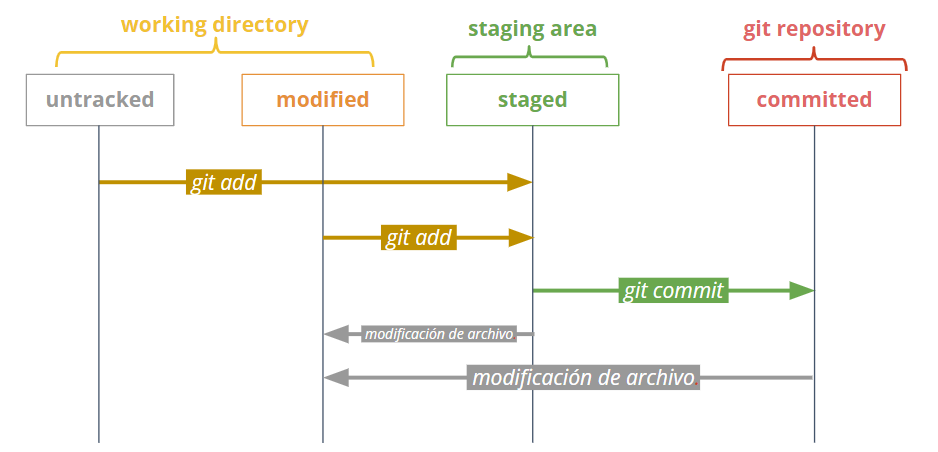 working directory
staging area
git repository
untracked
modified
staged
committed
git add
git add
git commit
modificación de archivo.
modificación de archivo.